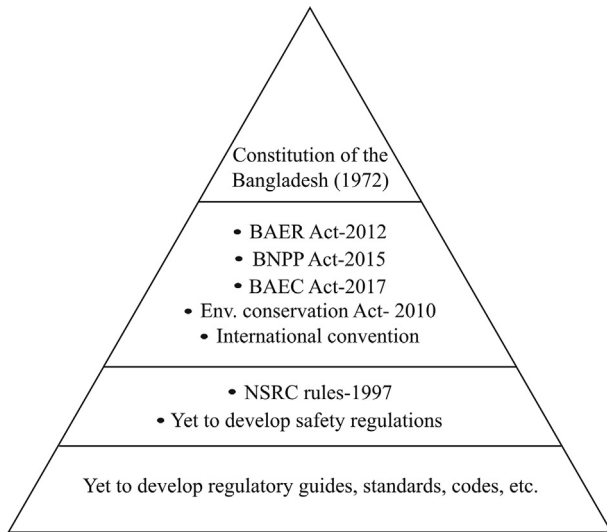 Constitution of the
Bangladesh (1972)
• BAER Act-2012
• BNPP Act-2015
• BAEC Act-2017
• Env. conservation Act- 2010
• International convention
• NSRC rules-1997
• Yet to develop safety regulations
Yet to develop regulatory guides, standards, codes, etc.